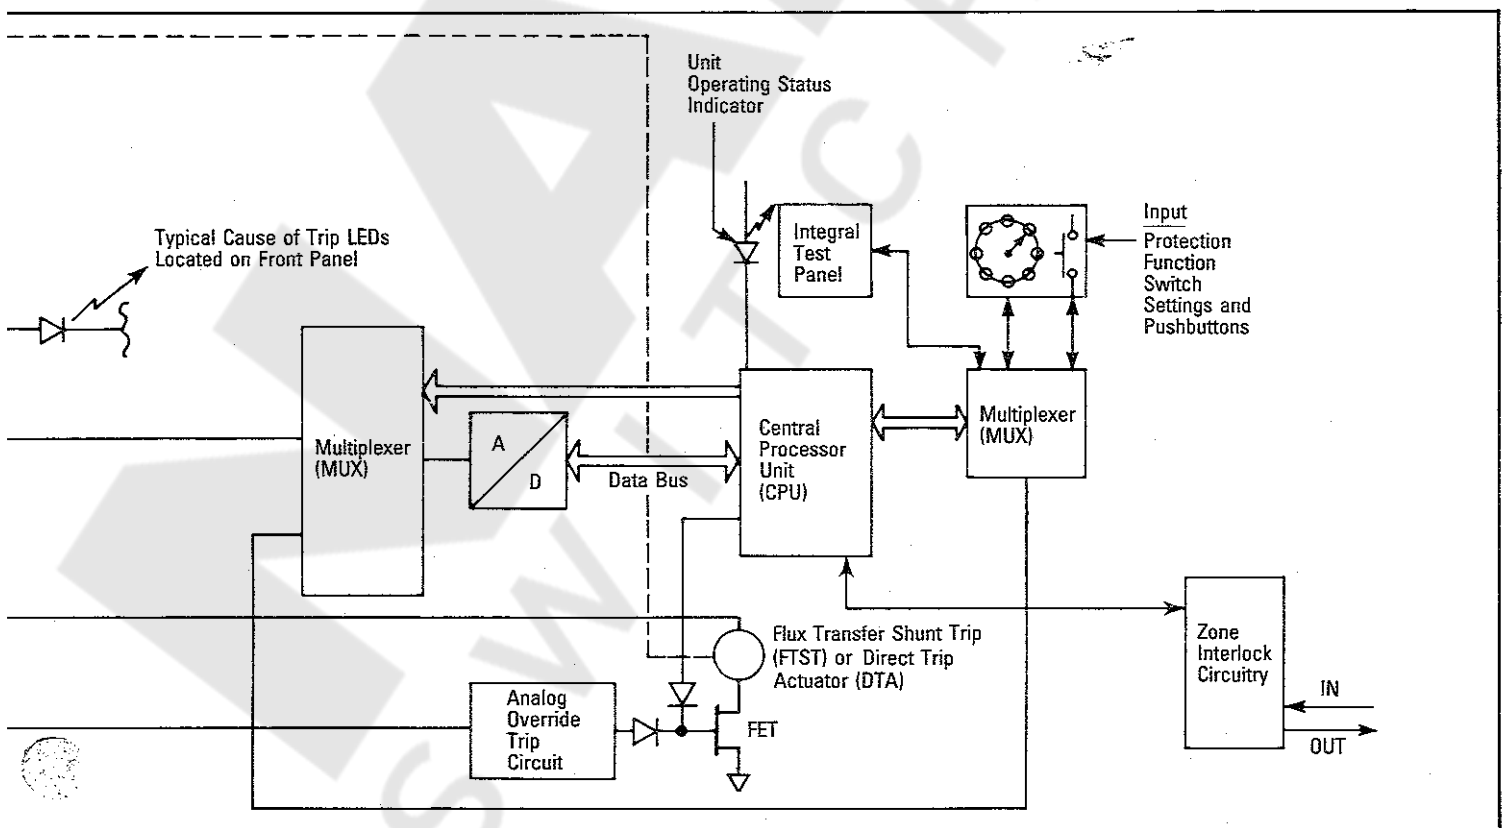 Unit
Operating Status
Indicator
Typical Cause of Trip LEDs
Located on Front Panel
Integral
Test
Panel
Input
Protection
Function
Switch
Settings and
Pushbuttons
Multiplexer
(MUX)
A
D
Data Bus
Central
Processor
Unit
(CPU)
Multiplexer
(MUX)
Flux Transfer Shunt Trip
(FTST) or Direct Trip
Actuator (DTA)
Analog
Override
Trip
Circuit
FET
Zone
Interlock
Circuitry
IN
OUT